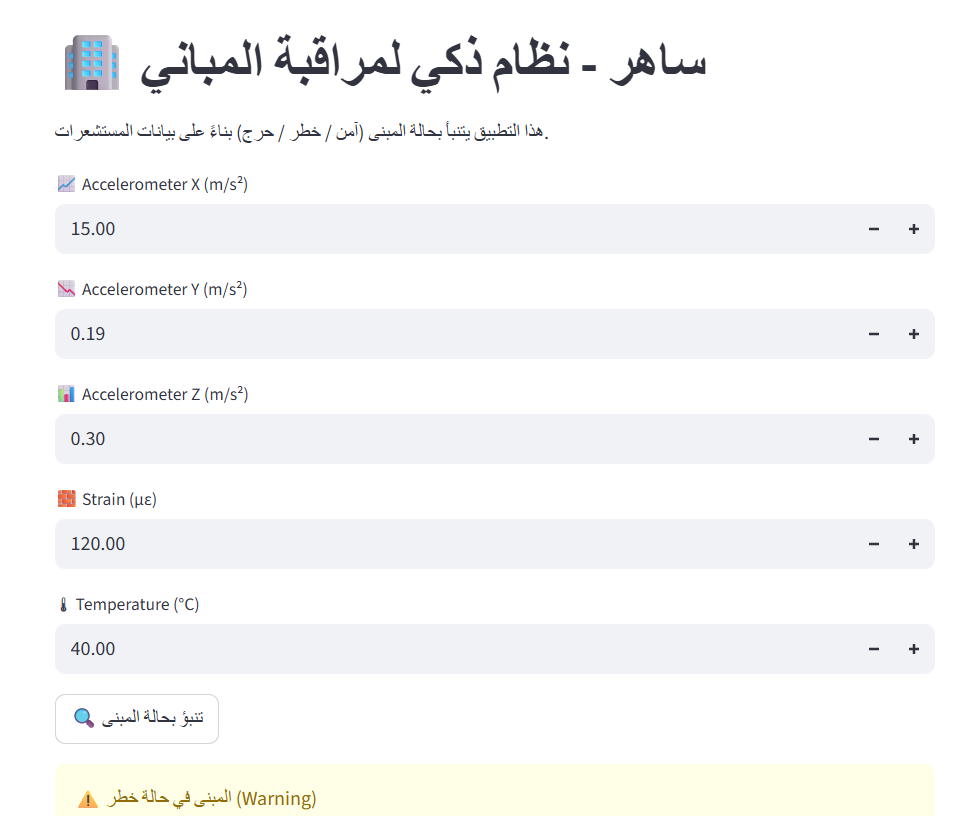 ساهر - نظام ذكي لمراقبة المباني
هذا التطبيق يتنبأ بحالة المبنى (آمن / خطر / حرج) بناءً على بيانات المستشعرات.
Accelerometer X (m/s²)
15.00
Accelerometer Y (m/s²)
0.19
Accelerometer Z (m/s²)
0.30
Strain (µε)
120.00
Temperature (°C)
40.00
تنبؤ بحالة المبنى
المبنى في حالة خطر (Warning)